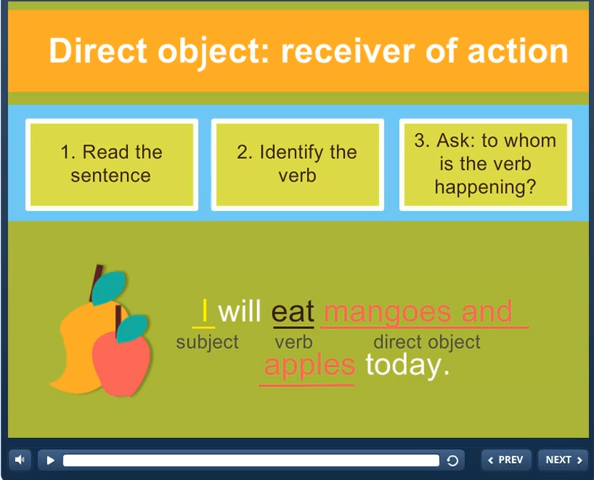 Direct object: receiver of action
1. Read the
sentence
2. Identify the
verb
3. Ask: to whom
is the verb
happening?
I will eat mangoes and
subject verb direct object
apples today.
PREV NEXT